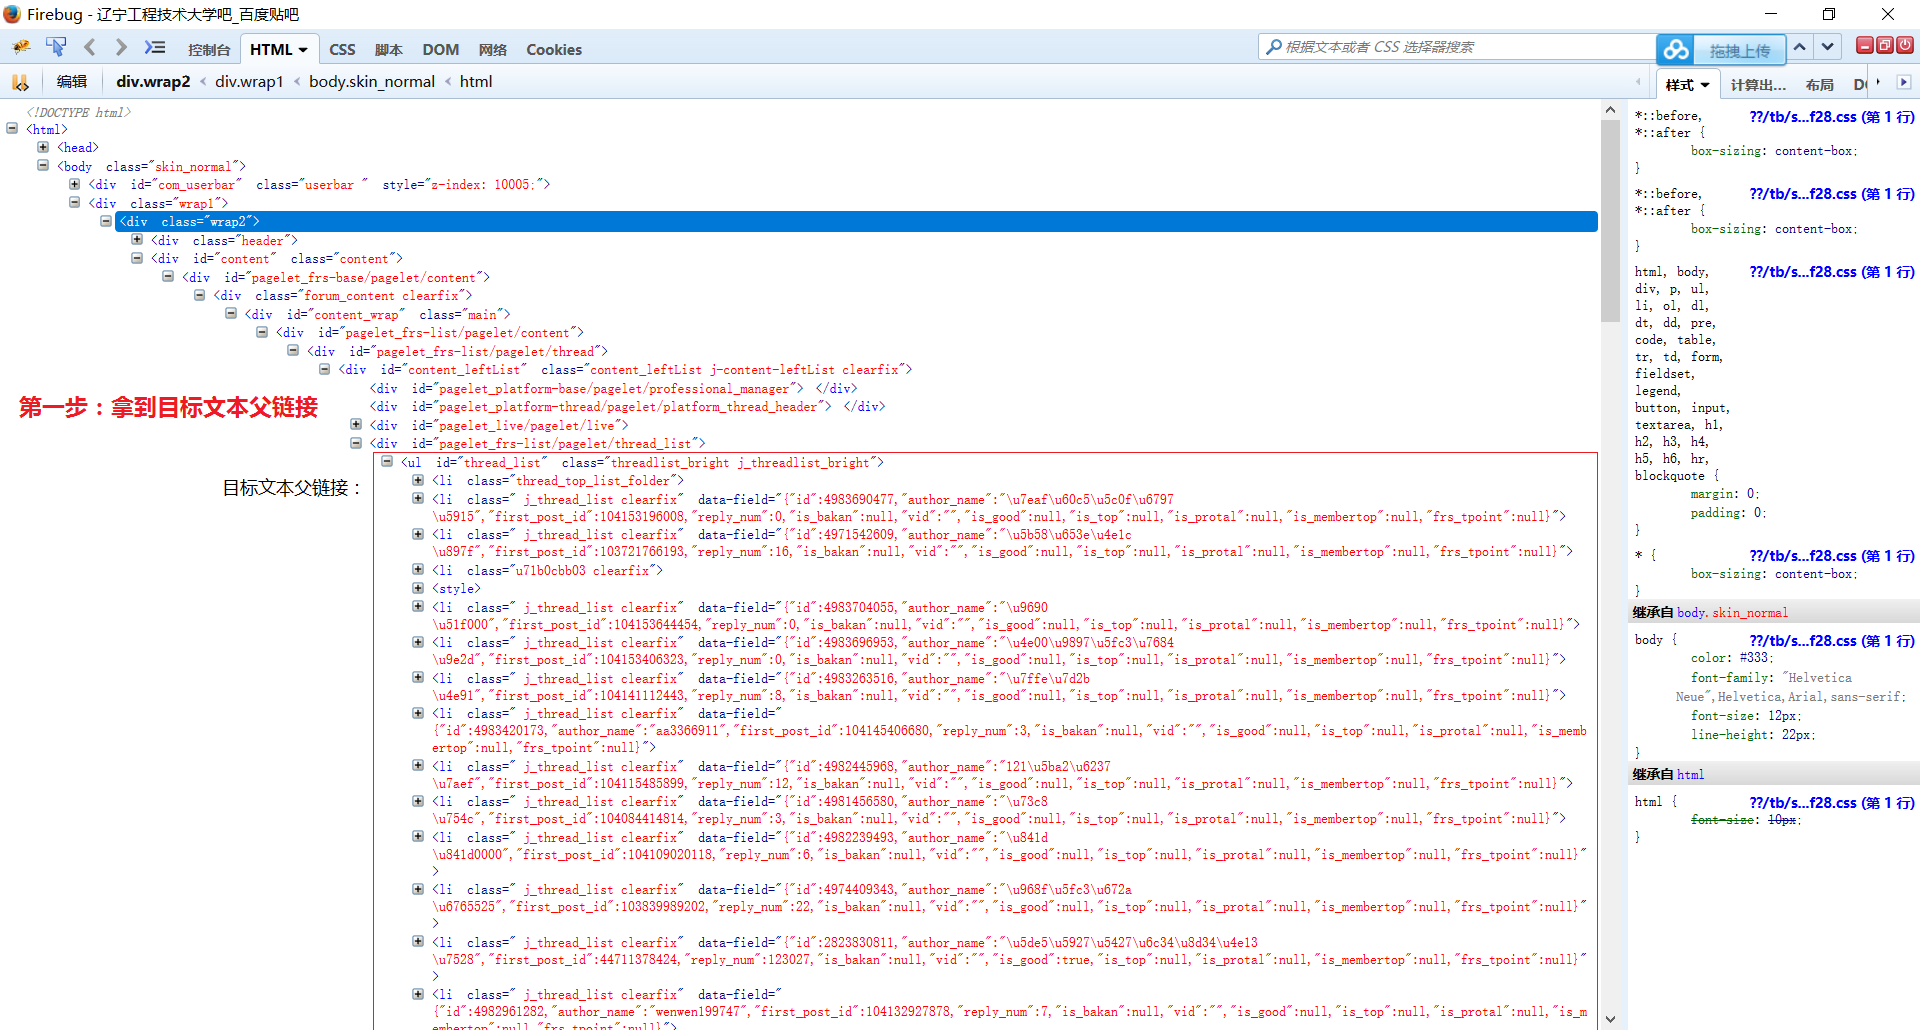 Firebug - 辽宁工程技术大学吧_百度贴吧
控制台 HTML CSS 脚本 DOM 网络 Cookies
根据文本或者 CSS 选择器搜索
拖拽上传
编辑 div.wrap2 < div.wrap1 < body.skin_normal < html
样式 计算出... 布局
<!DOCTYPE html>
<html>
<head>
<body class="skin_normal">
<div id="com_userbar" class="userbar " style="z-index: 10005;">
<div class="wrap1">
<div class="wrap2">
<div class="header">
<div id="content" class="content">
<div id="pagelet_frs-base/pagelet/content">
<div class="forum_content clearfix">
<div id="content_wrap" class="main">
<div id="pagelet_frs-list/pagelet/content">
<div id="pagelet_frs-list/pagelet/thread">
<div id="content_leftList" class="content_leftList j-content-leftList clearfix">
<div id="pagelet_platform-base/pagelet/professional_manager"> </div>
<div id="pagelet_platform-thread/pagelet/platform_thread_header"> </div>
第一步：拿到目标文本父链接
<div id="pagelet_live/pagelet/live">
<div id="pagelet_frs-list/pagelet/thread_list">
目标文本父链接：
<ul id="thread_list" class="threadlist_bright j_threadlist_bright">
<li class="thread_top_list_folder">
<li class=" j_thread_list clearfix" data-field="{"id":4983690477,"author_name":"\u7eaf\u60c5\u5c0f\u6797
\u5915","first_post_id":104153196008,"reply_num":0,"is_bakan":null,"vid":"","is_good":null,"is_top":null,"is_protal":null,"is_membertop":null,"frs_tpoint":null}">
<li class=" j_thread_list clearfix" data-field="{"id":4971542609,"author_name":"\u5b58\u653e\u4e1c
\u897f","first_post_id":103721766193,"reply_num":16,"is_bakan":null,"vid":"","is_good":null,"is_top":null,"is_protal":null,"is_membertop":null,"frs_tpoint":null}">
<li class="u71b0cbb03 clearfix">
<style>
<li class=" j_thread_list clearfix" data-field="{"id":4983704055,"author_name":"\u9690
\u51f000","first_post_id":104153644454,"reply_num":0,"is_bakan":null,"vid":"","is_good":null,"is_top":null,"is_protal":null,"is_membertop":null,"frs_tpoint":null}">
<li class=" j_thread_list clearfix" data-field="{"id":4983696953,"author_name":"\u4e00\u9897\u5fc3\u7684
\u9e2d","first_post_id":104153406323,"reply_num":0,"is_bakan":null,"vid":"","is_good":null,"is_top":null,"is_protal":null,"is_membertop":null,"frs_tpoint":null}">
<li class=" j_thread_list clearfix" data-field="{"id":4983263516,"author_name":"\u7ffe\u7d2b
\u4e91","first_post_id":104141112443,"reply_num":8,"is_bakan":null,"vid":"","is_good":null,"is_top":null,"is_protal":null,"is_membertop":null,"frs_tpoint":null}">
<li class=" j_thread_list clearfix" data-field="
{"id":4983420173,"author_name":"aa3366911","first_post_id":104145406680,"reply_num":3,"is_bakan":null,"vid":"","is_good":null,"is_top":null,"is_protal":null,"is_memb
ertop":null,"frs_tpoint":null}">
<li class=" j_thread_list clearfix" data-field="{"id":4982445968,"author_name":"121\u5ba2\u6237
\u7aef","first_post_id":104115485899,"reply_num":12,"is_bakan":null,"vid":"","is_good":null,"is_top":null,"is_protal":null,"is_membertop":null,"frs_tpoint":null}">
<li class=" j_thread_list clearfix" data-field="{"id":4981456580,"author_name":"\u73c8
\u754c","first_post_id":104084414814,"reply_num":3,"is_bakan":null,"vid":"","is_good":null,"is_top":null,"is_protal":null,"is_membertop":null,"frs_tpoint":null}">
<li class=" j_thread_list clearfix" data-field="{"id":4982239493,"author_name":"\u841d
\u841d0000","first_post_id":104109020118,"reply_num":6,"is_bakan":null,"vid":"","is_good":null,"is_top":null,"is_protal":null,"is_membertop":null,"frs_tpoint":null}"
>
<li class=" j_thread_list clearfix" data-field="{"id":4974409343,"author_name":"\u968f\u5fc3\u672a
\u6765525","first_post_id":103839989202,"reply_num":22,"is_bakan":null,"vid":"","is_good":null,"is_top":null,"is_protal":null,"is_membertop":null,"frs_tpoint":null}"
>
<li class=" j_thread_list clearfix" data-field="{"id":2823830811,"author_name":"\u5de5\u5927\u5427\u6c34\u8d34\u4e13
\u7528","first_post_id":44711378424,"reply_num":123027,"is_bakan":null,"vid":"","is_good":true,"is_top":null,"is_protal":null,"is_membertop":null,"frs_tpoint":null}"
>
<li class=" j_thread_list clearfix" data-field="
{"id":4982961282,"author_name":"wenwen199747","first_post_id":104132927878,"reply_num":7,"is_bakan":null,"vid":"","is_good":null,"is_top":null,"is_protal":null,"is_m
embertop":null,"frs_tpoint":null}">
*::before, ??/tb/s...f28.css (第 1 行)
*::after {
box-sizing: content-box;
}
*::before, ??/tb/s...f28.css (第 1 行)
*::after {
box-sizing: content-box;
}
html, body, ??/tb/s...f28.css (第 1 行)
div, p, ul,
li, ol, dl,
dt, dd, pre,
code, table,
tr, td, form,
fieldset,
legend,
button, input,
textarea, h1,
h2, h3, h4,
h5, h6, hr,
blockquote {
margin: 0;
padding: 0;
}
* { ??/tb/s...f28.css (第 1 行)
box-sizing: content-box;
}
继承自 body.skin_normal
body { ??/tb/s...f28.css (第 1 行)
color: #333;
font-family: "Helvetica
Neue",Helvetica,Arial,sans-serif;
font-size: 12px;
line-height: 22px;
}
继承自 html
html { ??/tb/s...f28.css (第 1 行)
font-size: 10px;
}